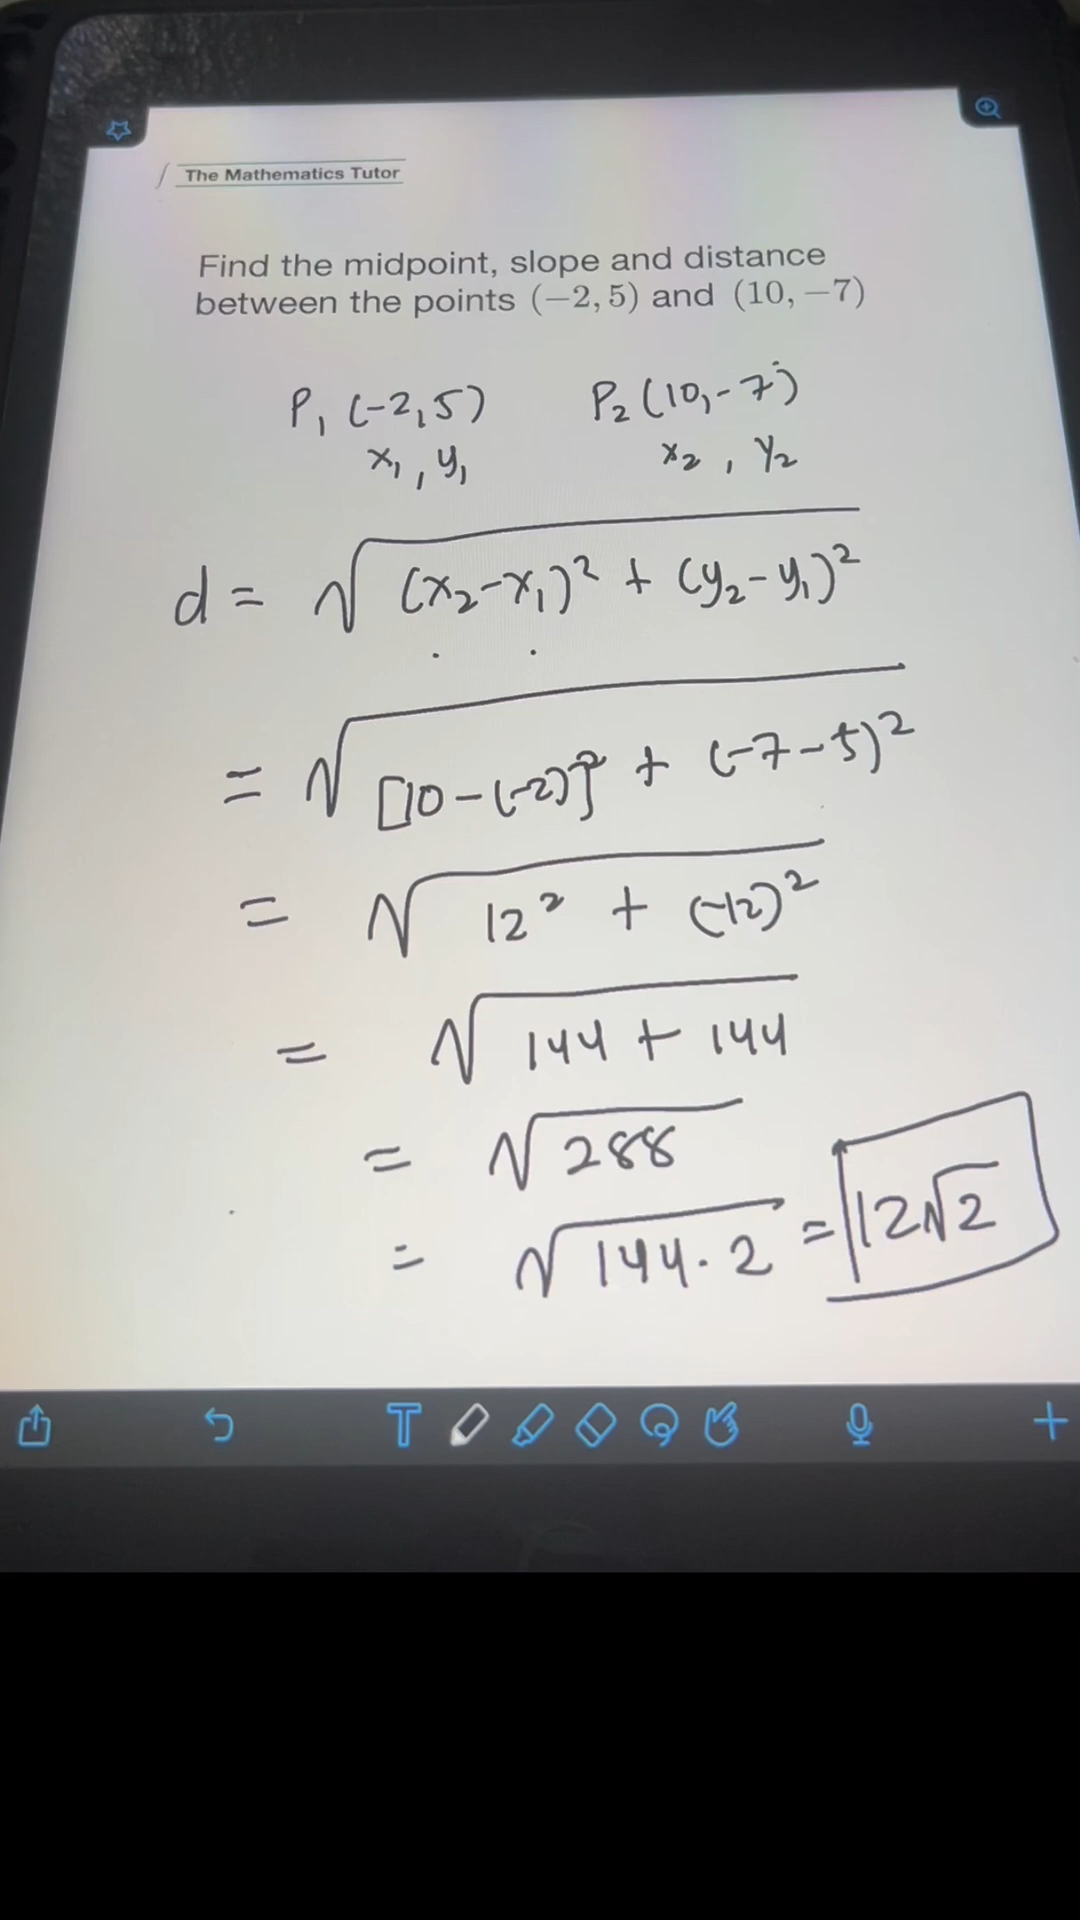 The Mathematics Tutor
Find the midpoint, slope and distance
between the points (−2, 5) and (10, −7)
P₁ (-2,5) P₂ (10,-7)
x₁ , y₁ x₂ , y₂
d = √((x₂-x₁)² + (y₂-y₁)²)
= √([10-(-2)]² + (-7-5)²)
= √(12² + (-12)²)
= √(144 + 144)
= √288
= √(144·2) = 12√2
T